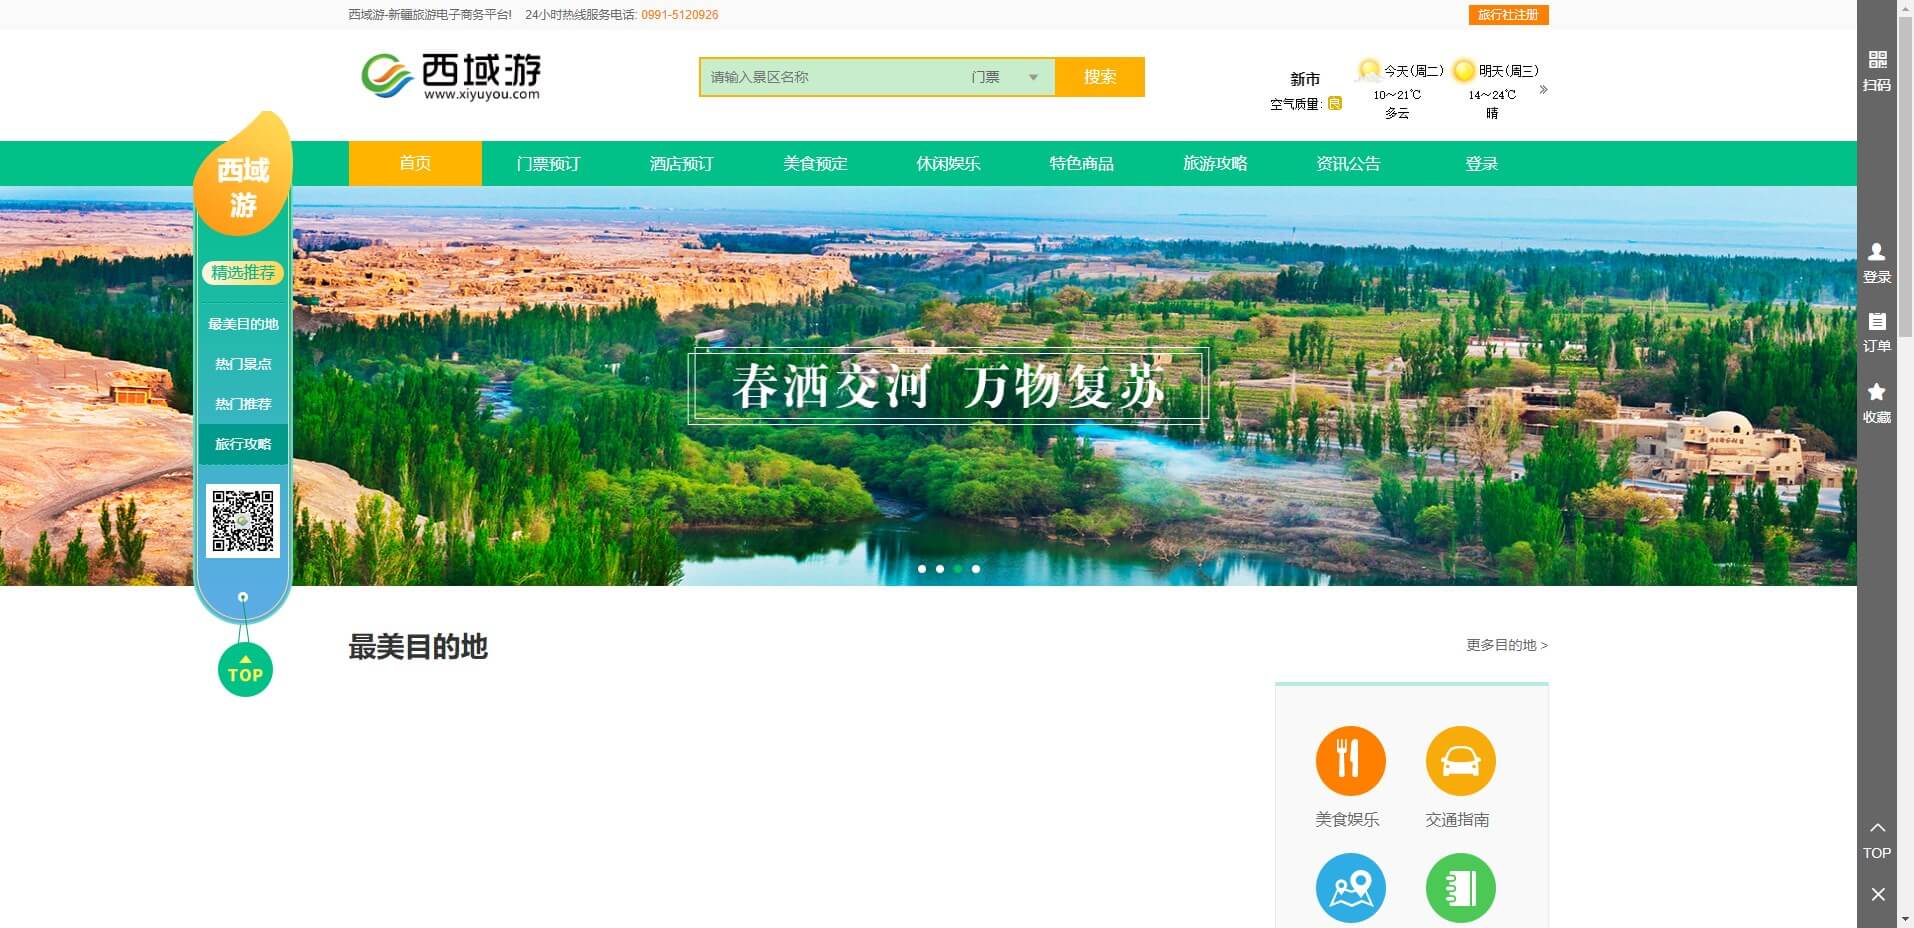 西域游-新疆旅游电子商务平台! 24小时热线服务电话: 0991-5120926
旅行社注册
西域游
www.xiyuyou.com
请输入景区名称 门票 搜索
新市
空气质量: 良
今天(周二)
10～21℃
多云
明天(周三)
14～24℃
晴
»
首页 门票预订 酒店预订 美食预定 休闲娱乐 特色商品 旅游攻略 资讯公告 登录
西域
游
精选推荐
最美目的地
热门景点
热门推荐
旅行攻略
TOP
春洒交河 万物复苏
最美目的地
更多目的地 >
美食娱乐
交通指南
扫码
登录
订单
收藏
TOP